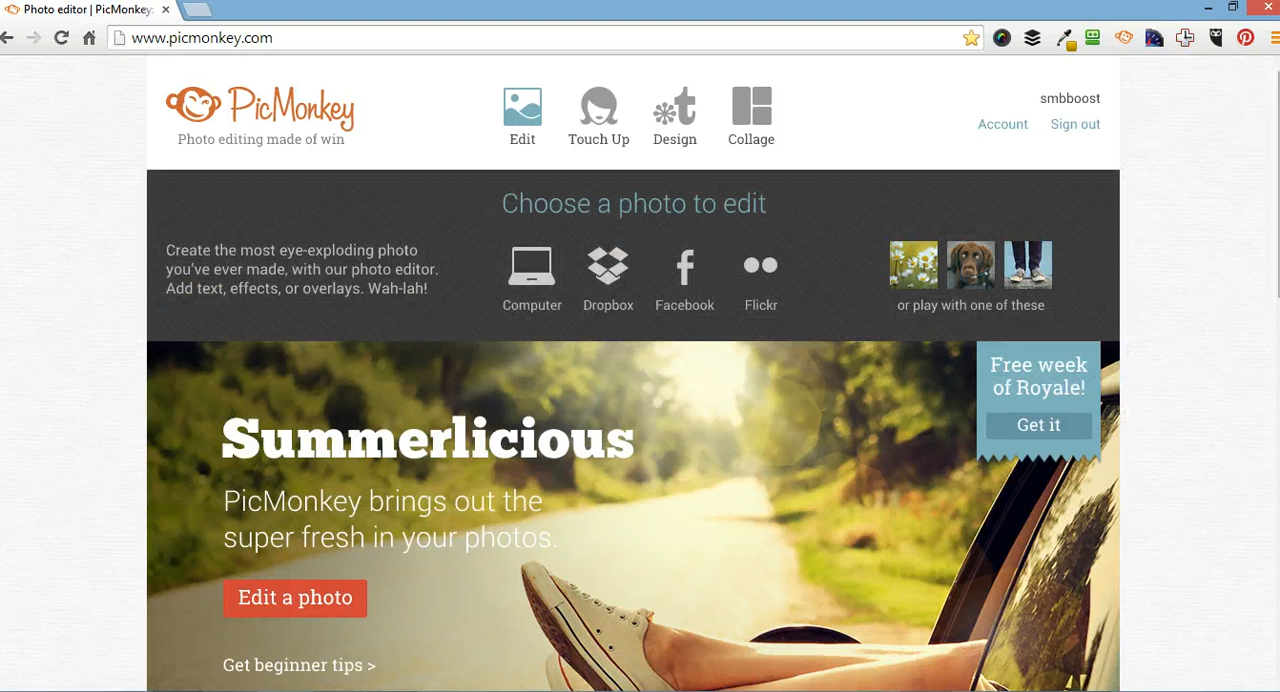 Photo editor | PicMonkey:
www.picmonkey.com
PicMonkey
Photo editing made of win
Edit
Touch Up
Design
Collage
smbboost
Account
Sign out
Choose a photo to edit
Create the most eye-exploding photo
you've ever made, with our photo editor.
Add text, effects, or overlays. Wah-lah!
Computer
Dropbox
Facebook
Flickr
or play with one of these
Free week
of Royale!
Get it
Summerlicious
PicMonkey brings out the
super fresh in your photos.
Edit a photo
Get beginner tips >